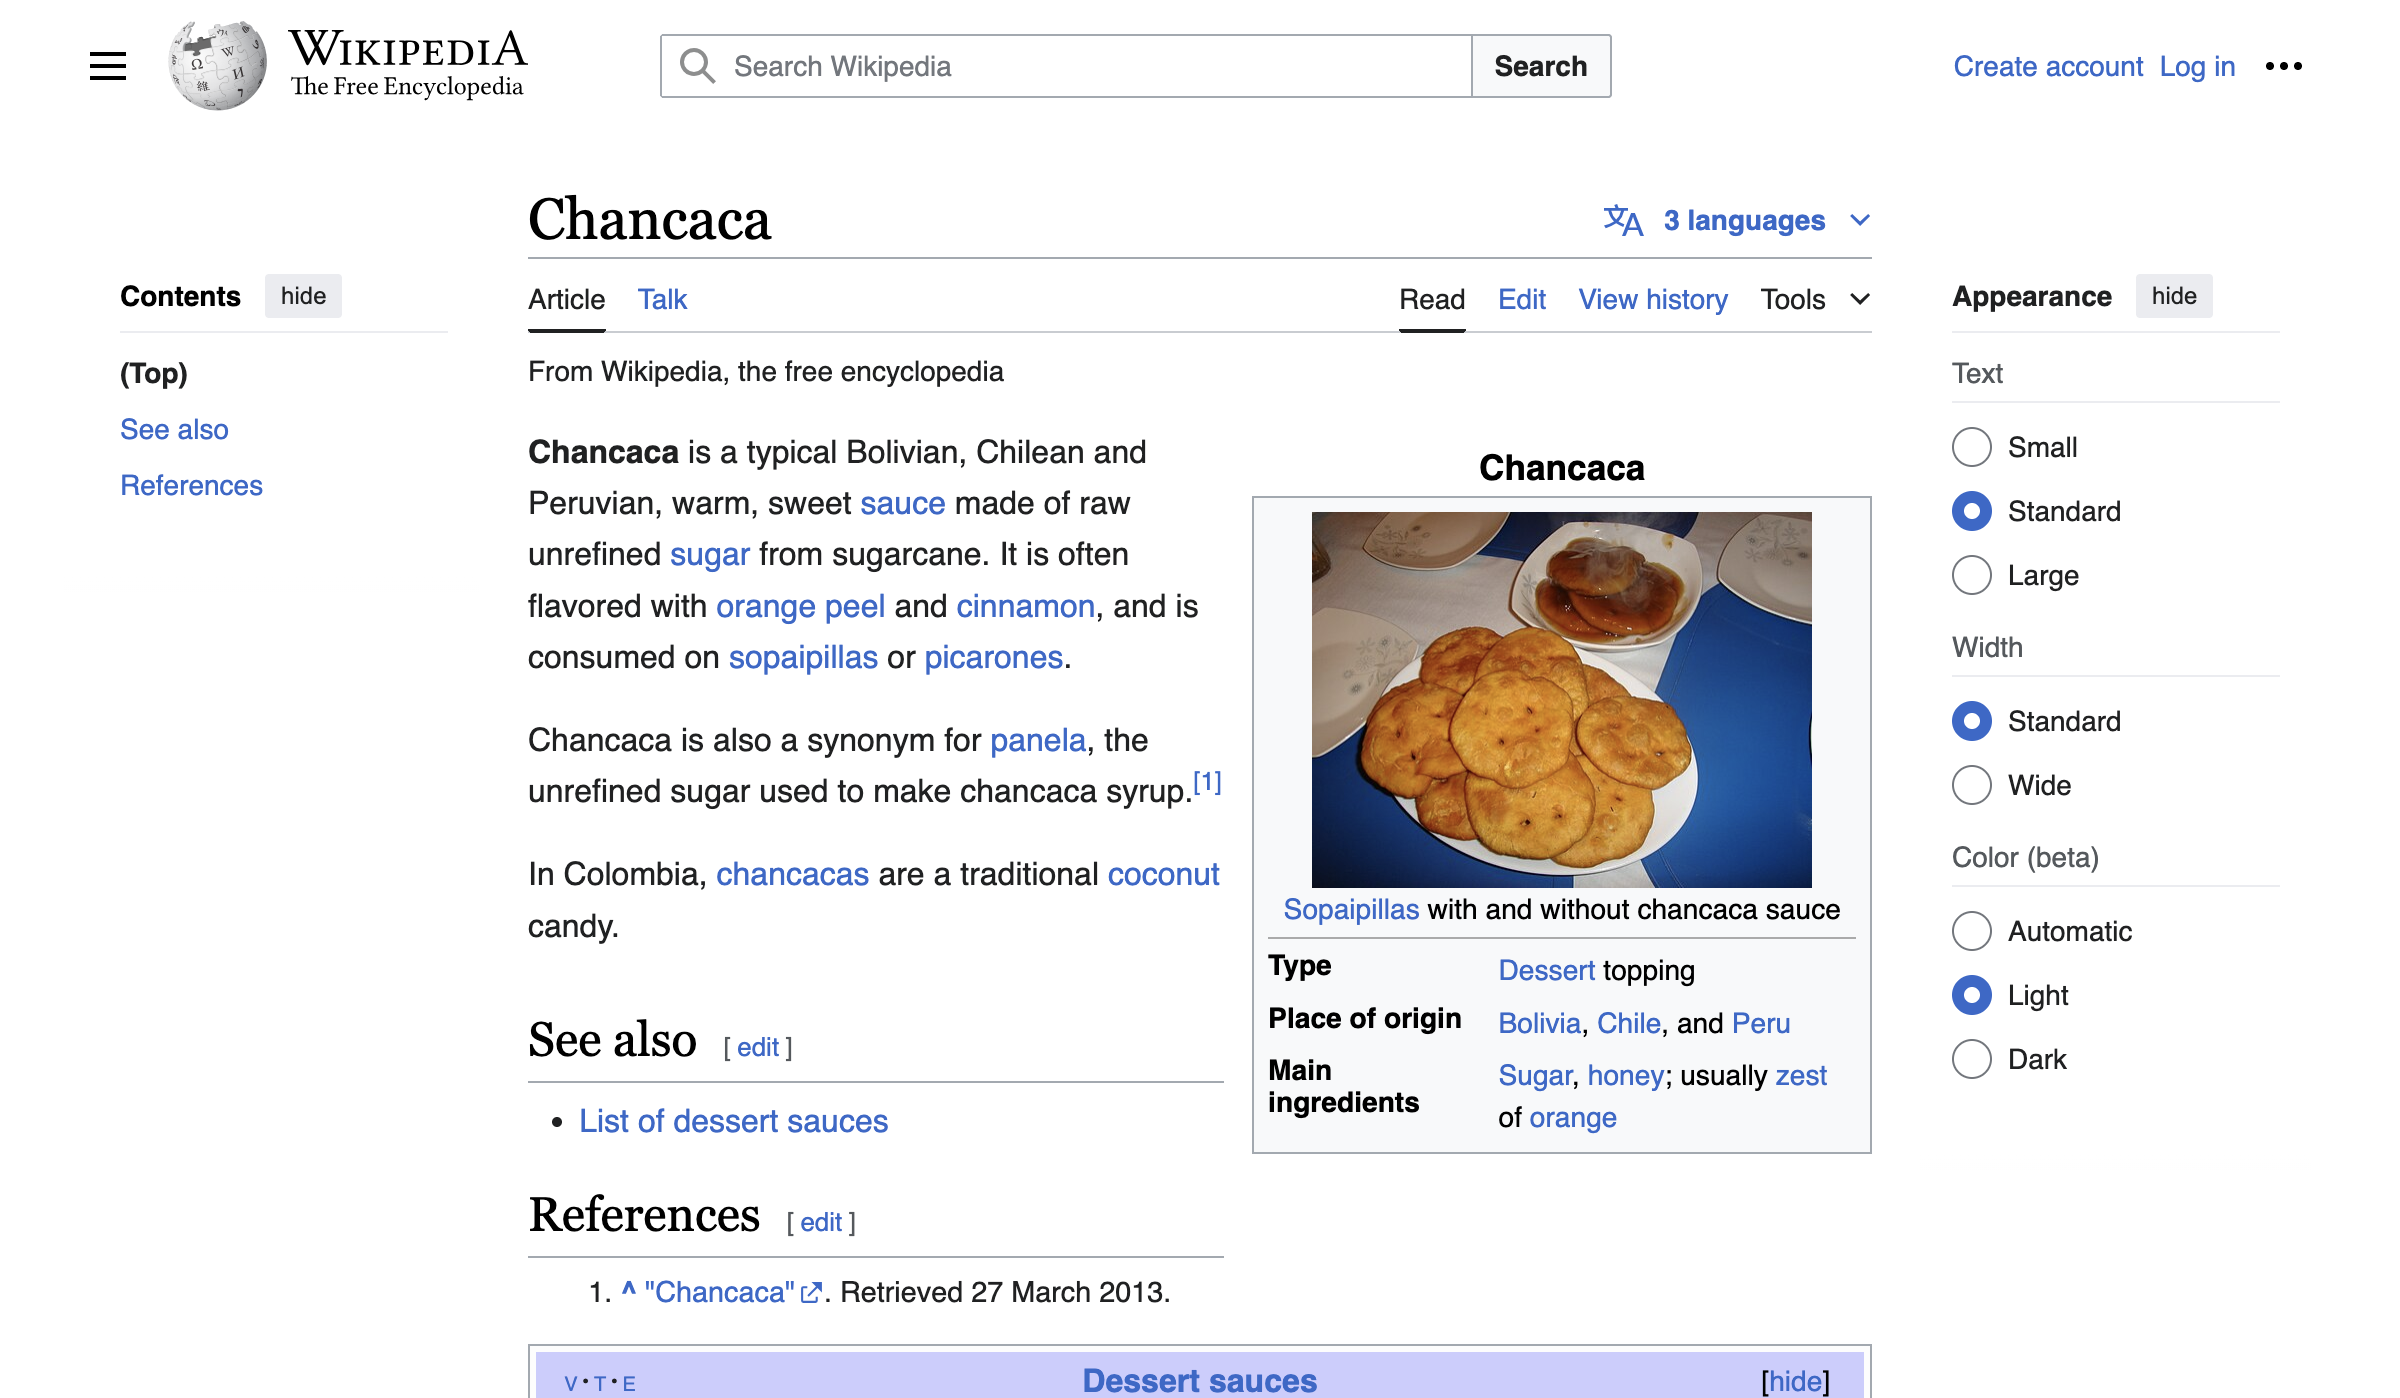 WIKIPEDIA
The Free Encyclopedia
Search Wikipedia
Search
Create account Log in
Chancaca
3 languages
Contents hide
(Top)
See also
References
Article Talk
Read Edit View history Tools
From Wikipedia, the free encyclopedia
Chancaca is a typical Bolivian, Chilean and
Peruvian, warm, sweet sauce made of raw
unrefined sugar from sugarcane. It is often
flavored with orange peel and cinnamon, and is
consumed on sopaipillas or picarones.
Chancaca is also a synonym for panela, the
unrefined sugar used to make chancaca syrup.[1]
In Colombia, chancacas are a traditional coconut
candy.
See also [ edit ]
• List of dessert sauces
References [ edit ]
1. ^ "Chancaca". Retrieved 27 March 2013.
Chancaca
Sopaipillas with and without chancaca sauce
Type Dessert topping
Place of origin Bolivia, Chile, and Peru
Main ingredients Sugar, honey; usually zest
of orange
V • T • E Dessert sauces [hide]
Appearance hide
Text
Small
Standard
Large
Width
Standard
Wide
Color (beta)
Automatic
Light
Dark